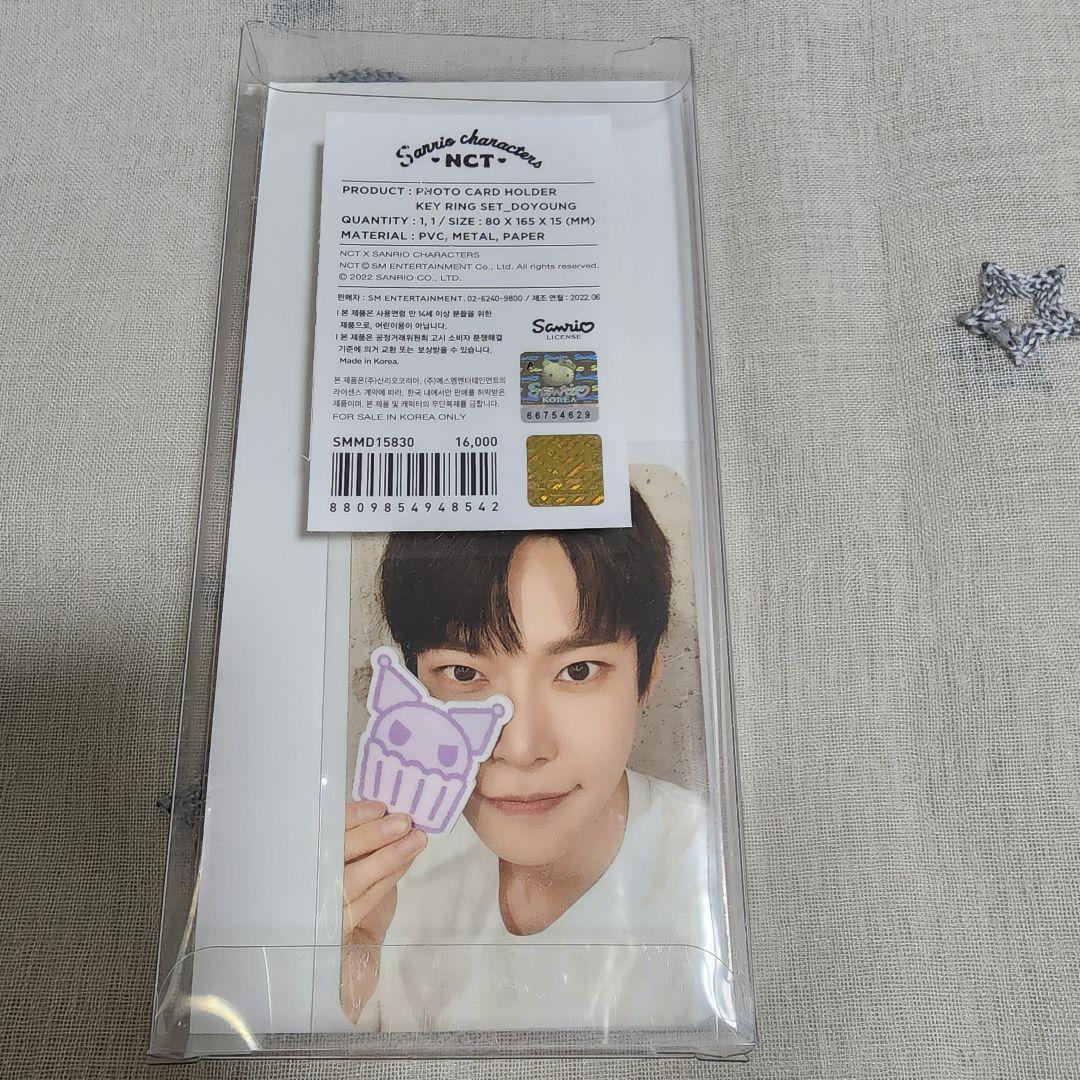 Sanrio characters
NCT
PRODUCT : PHOTO CARD HOLDER
KEY RING SET_DOYOUNG
QUANTITY : 1, 1 / SIZE : 80 X 165 X 15 (MM)
MATERIAL : PVC, METAL, PAPER
NCT X SANRIO CHARACTERS
NCT © SM ENTERTAINMENT Co., Ltd. All rights reserved.
© 2022 SANRIO CO., LTD.
판매자 : SM ENTERTAINMENT. 02-6240-9800 / 제조 연월 : 2022.06
| 본 제품은 사용연령 만 14세 이상 분들을 위한
제품으로, 어린이용이 아닙니다.
| 본 제품은 공정거래위원회 고시 소비자 분쟁해결
기준에 의거 교환 또는 보상받을 수 있습니다.
Made in Korea.
Sanrio
LICENSE
본 제품은(주)산리오코리아, (주)에스엠엔터테인먼트의
라이센스 계약에 따라, 한국 내에서만 판매를 허락받은
제품이며, 본 제품 및 캐릭터의 무단복제를 금합니다.
FOR SALE IN KOREA ONLY
A
Sanrio
KOREA
66754629
SMMD15830 16,000
8809854948542